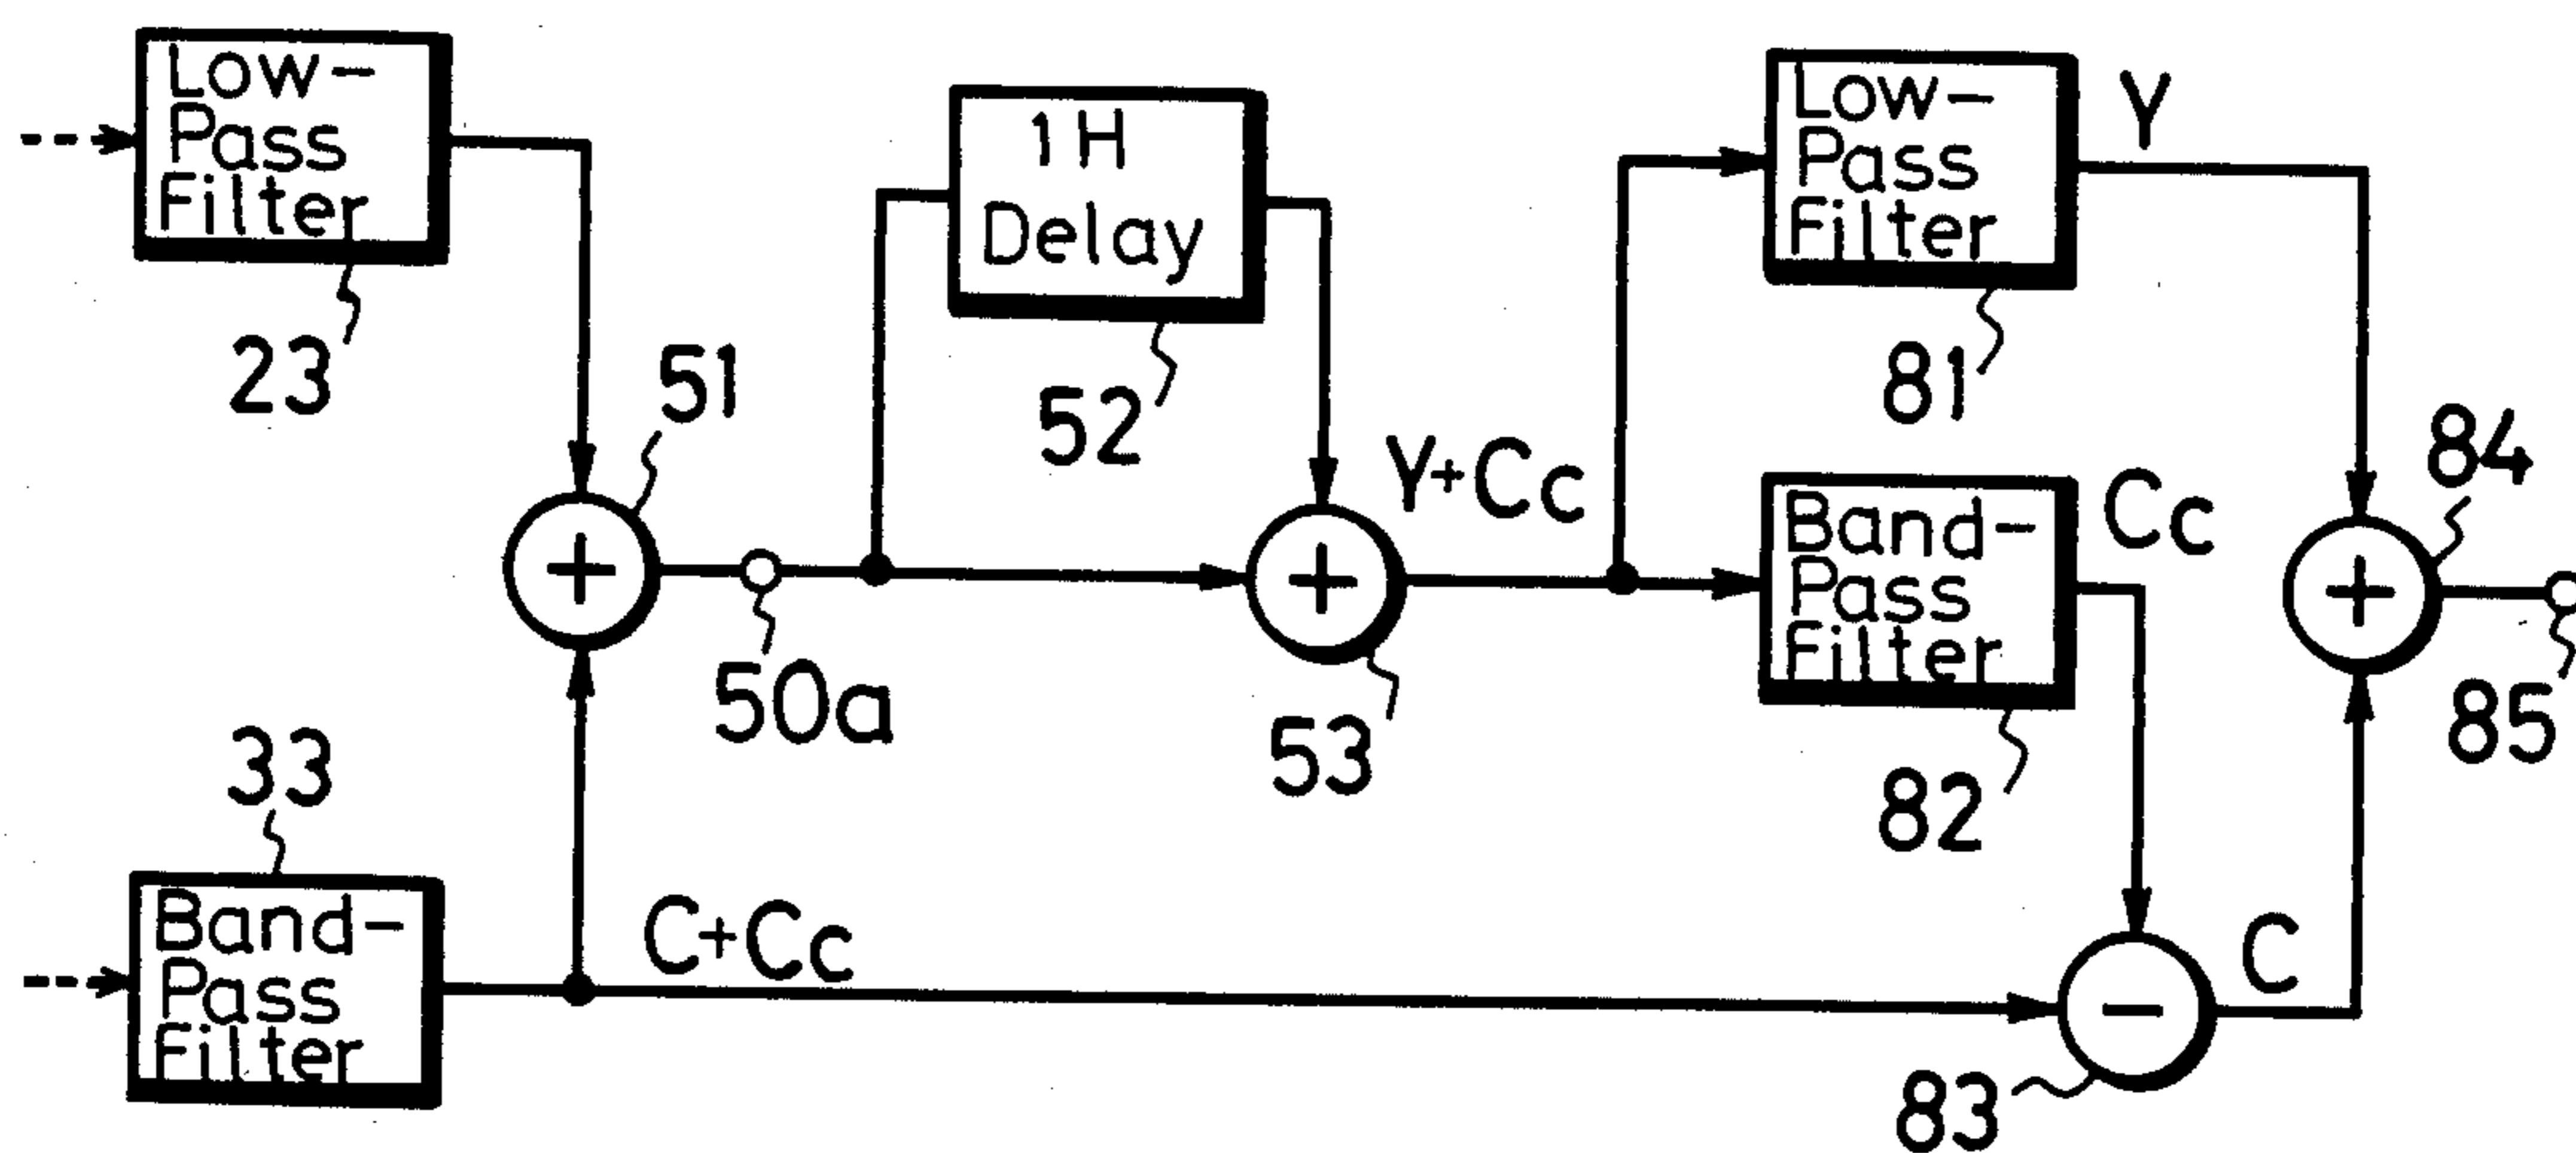 Low-
Pass
Filter
23
51
1H
Delay
52
Y+Cc
Low-
Pass
Filter
81
Y
84
50a
53
Band-
Pass
Filter
82
Cc
85
33
Band-
Pass
Filter
C+Cc
+
+
+
−
83
C